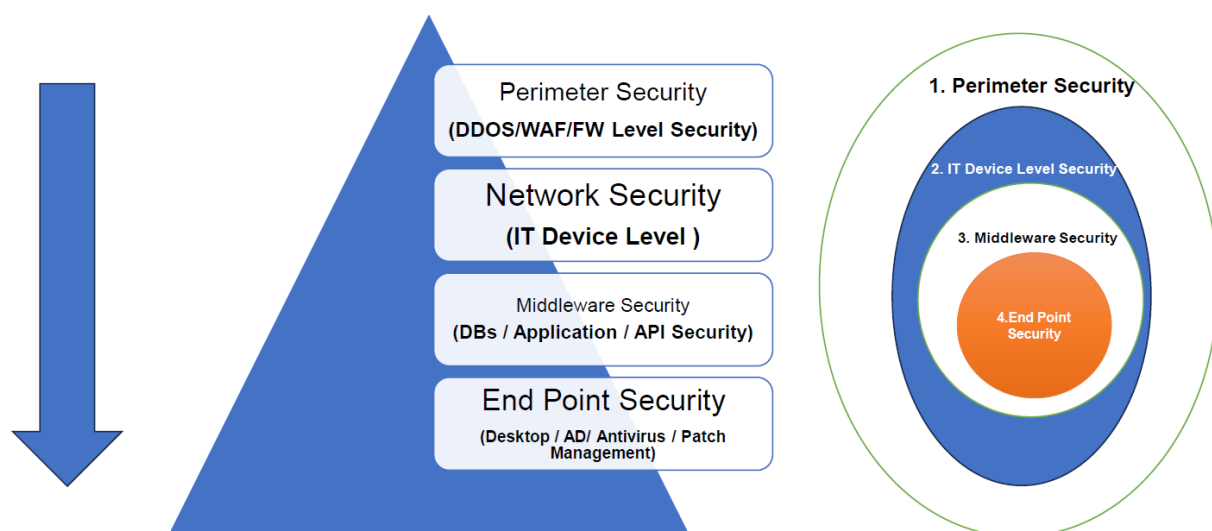 Perimeter Security
(DDOS/WAF/FW Level Security)
Network Security
(IT Device Level )
Middleware Security
(DBs / Application / API Security)
End Point Security
(Desktop / AD/ Antivirus / Patch
Management)
1. Perimeter Security
2. IT Device Level Security
3. Middleware Security
4.End Point
Security